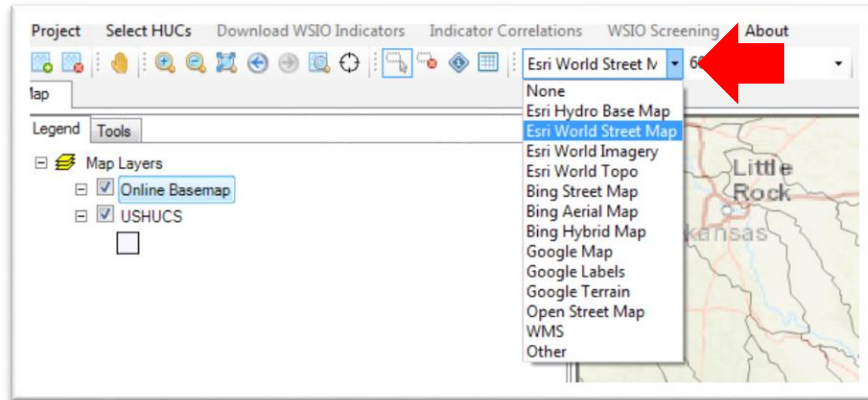 Project Select HUCs Download WSIO Indicators Indicator Correlations WSIO Screening About
Esri World Street M
Map
Legend Tools
Map Layers
Online Basemap
USHUCS
None
Esri Hydro Base Map
Esri World Street Map
Esri World Imagery
Esri World Topo
Bing Street Map
Bing Aerial Map
Bing Hybrid Map
Google Map
Google Labels
Google Terrain
Open Street Map
WMS
Other
Little
Rock
kansas